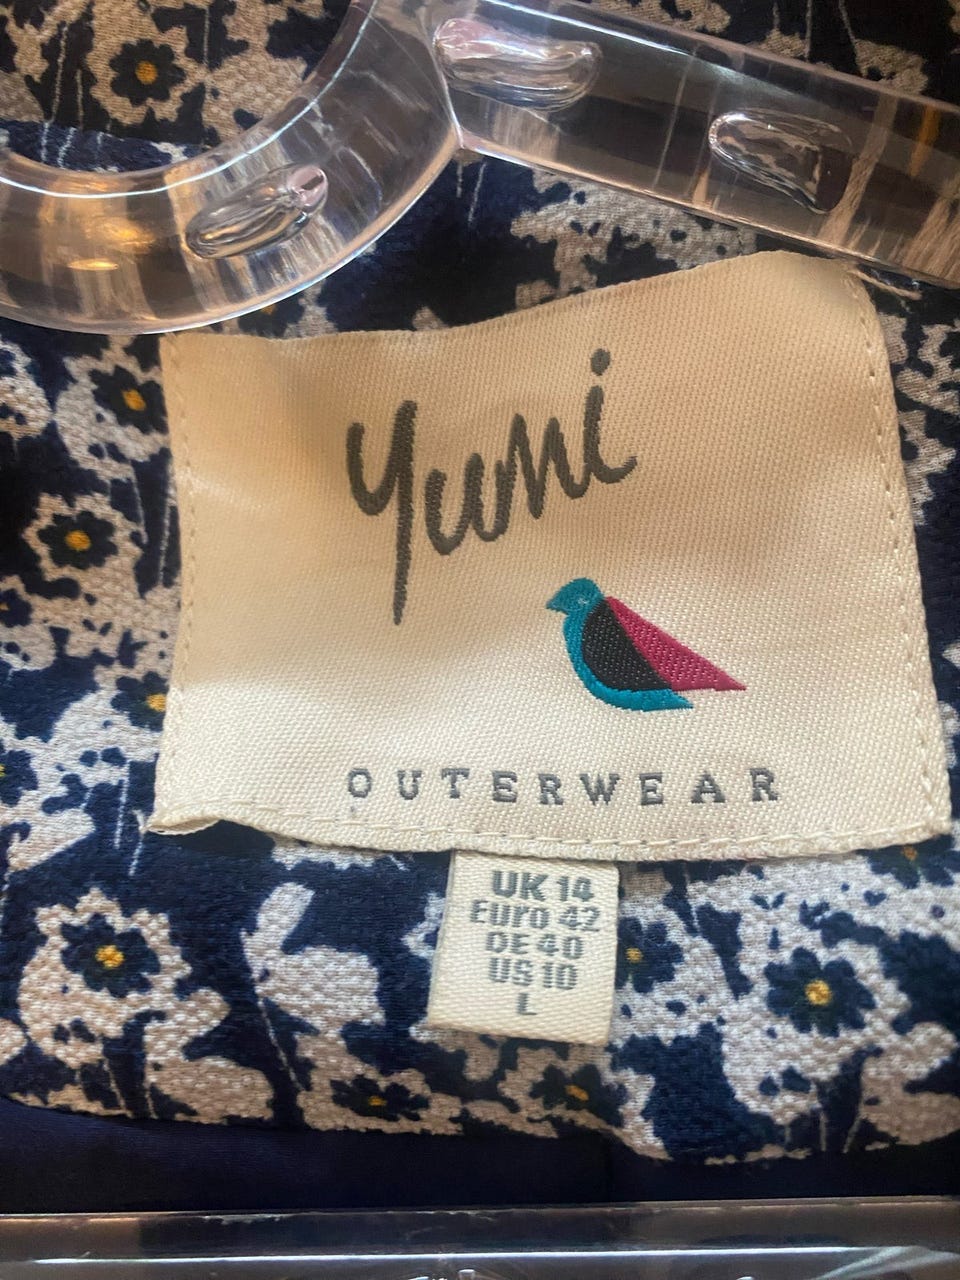 Yumi
OUTERWEAR
UK 14
Euro 42
DE 40
US 10
L